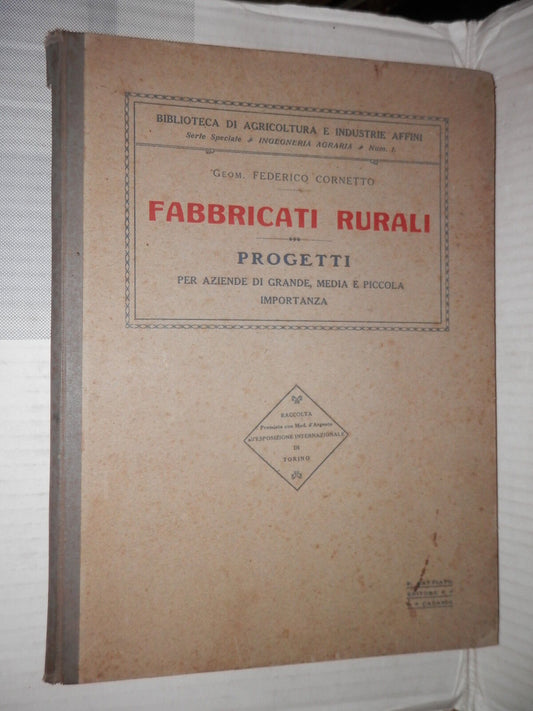 BIBLIOTECA DI AGRICOLTURA E INDUSTRIE AFFINI
Serie Speciale INGEGNERIA AGRARIA Num. 1.
Geom. FEDERICO CORNETTO
FABBRICATI RURALI
PROGETTI
PER AZIENDE DI GRANDE, MEDIA E PICCOLA
IMPORTANZA
RACCOLTA
Premiata con Med. d'Argento
all'ESPOSIZIONE INTERNAZIONALE
DI
TORINO
EDITORE